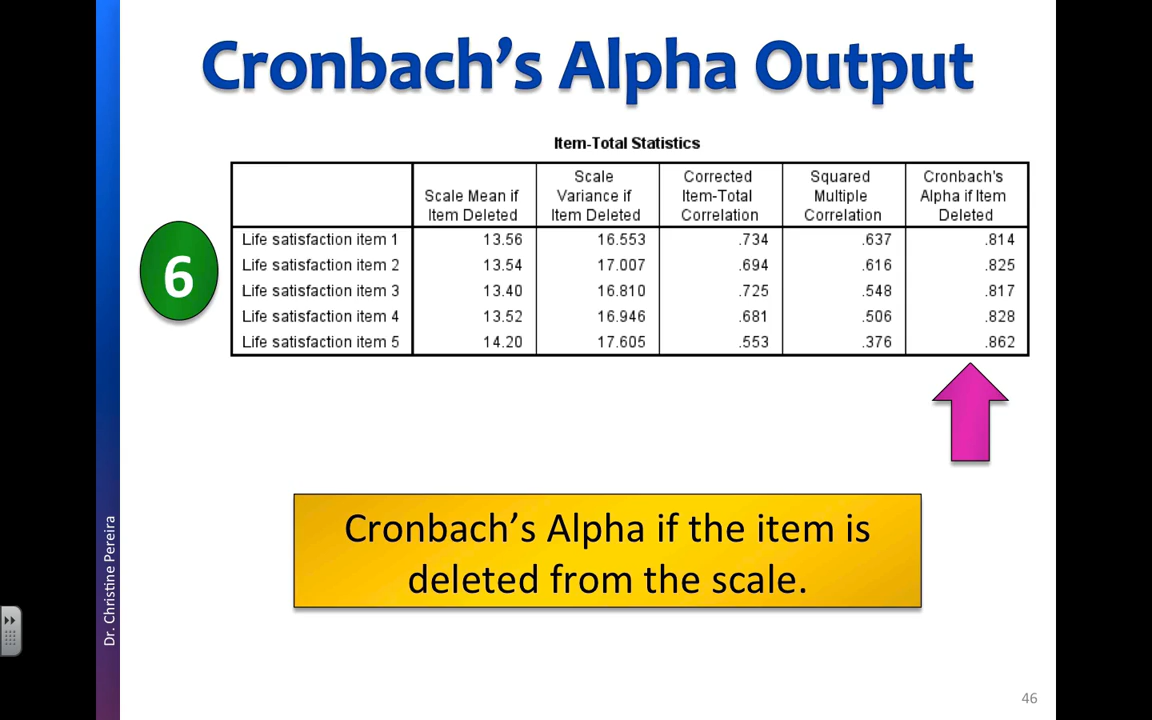 Cronbach's Alpha Output
Item-Total Statistics
Scale Mean if Item Deleted Scale Variance if Item Deleted Corrected Item-Total Correlation Squared Multiple Correlation Cronbach's Alpha if Item Deleted
Life satisfaction item 1 13.56 16.553 .734 .637 .814
Life satisfaction item 2 13.54 17.007 .694 .616 .825
Life satisfaction item 3 13.40 16.810 .725 .548 .817
Life satisfaction item 4 13.52 16.946 .681 .506 .828
Life satisfaction item 5 14.20 17.605 .553 .376 .862
6
Cronbach's Alpha if the item is
deleted from the scale.
Dr. Christine Pereira
46